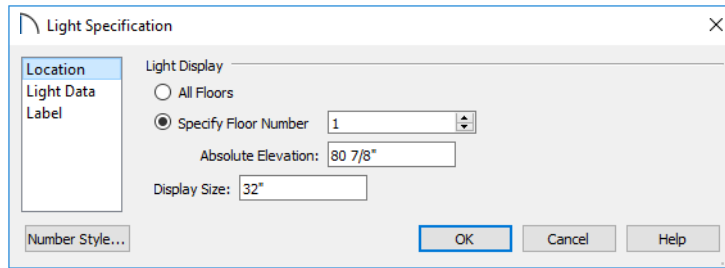 Light Specification
Location
Light Data
Label
Light Display
All Floors
Specify Floor Number 1
Absolute Elevation: 80 7/8"
Display Size: 32"
Number Style... OK Cancel Help